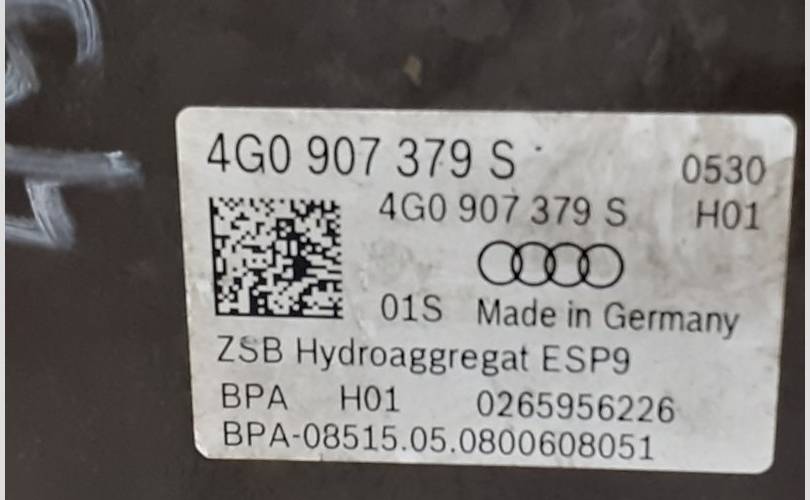 4G0 907 379 S 0530
4G0 907 379 S H01
01S Made in Germany
ZSB Hydroaggregat ESP9
BPA H01 0265956226
BPA-08515.05.0800608051